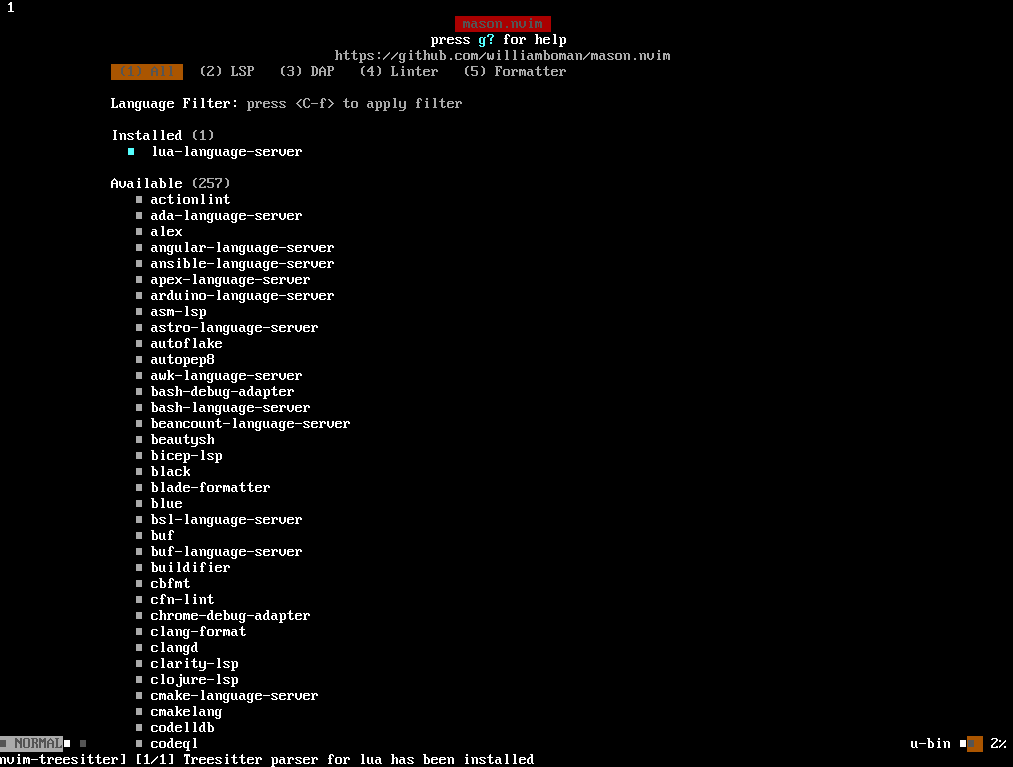 1
mason.nvim
press g? for help
https://github.com/williamboman/mason.nvim
(1) All (2) LSP (3) DAP (4) Linter (5) Formatter
Language Filter: press <C-f> to apply filter
Installed (1)
lua-language-server
Available (257)
actionlint
ada-language-server
alex
angular-language-server
ansible-language-server
apex-language-server
arduino-language-server
asm-lsp
astro-language-server
autoflake
autopep8
awk-language-server
bash-debug-adapter
bash-language-server
beancount-language-server
beautysh
bicep-lsp
black
blade-formatter
blue
bsl-language-server
buf
buf-language-server
buildifier
cbfmt
cfn-lint
chrome-debug-adapter
clang-format
clangd
clarity-lsp
clojure-lsp
cmake-language-server
cmakelang
codelldb
codeql
NORMAL u-bin 2%
nvim-treesitter] [1/1] Treesitter parser for lua has been installed